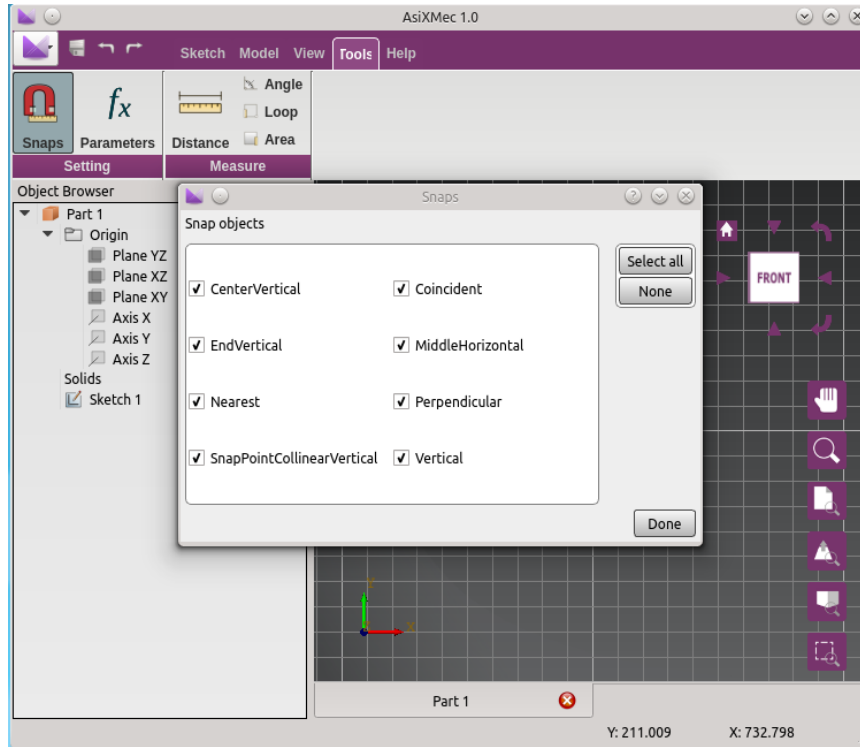 AsiXMec 1.0
Sketch Model View Tools Help
Snaps
fx
Parameters
Distance
Angle
Loop
Area
Setting
Measure
Object Browser
Part 1
Origin
Plane YZ
Plane XZ
Plane XY
Axis X
Axis Y
Axis Z
Solids
Sketch 1
Snaps
Snap objects
CenterVertical
Coincident
EndVertical
MiddleHorizontal
Nearest
Perpendicular
SnapPointCollinearVertical
Vertical
Select all
None
Done
FRONT
X
Part 1
Y: 211.009 X: 732.798